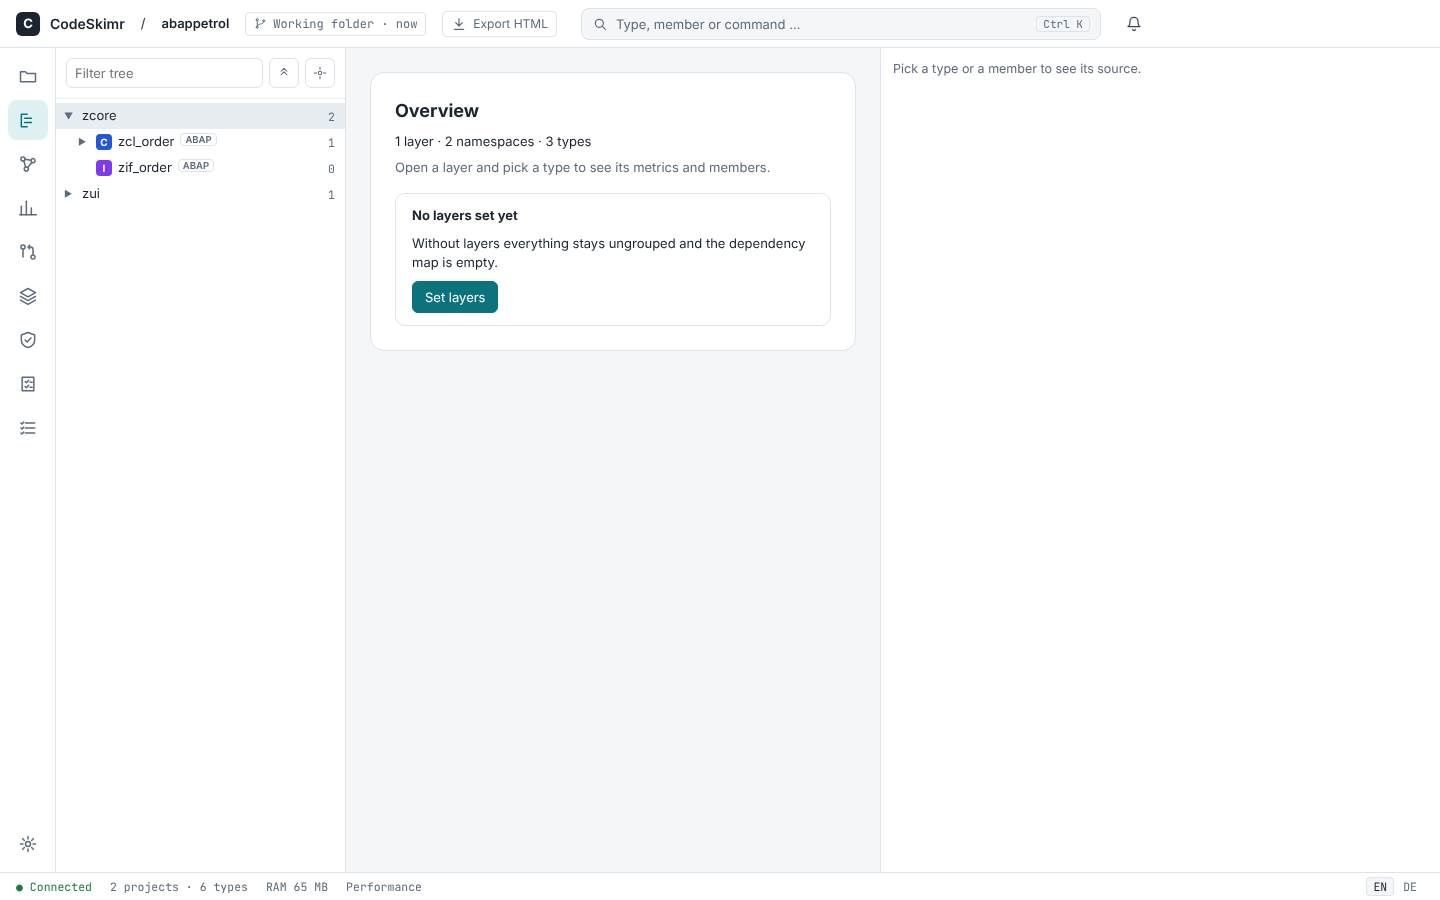 C CodeSkimr / abappetrol Working folder · now Export HTML Type, member or command ... Ctrl K
Filter tree
zcore 2
C zcl_order ABAP 1
I zif_order ABAP 0
zui 1
Overview
1 layer · 2 namespaces · 3 types
Open a layer and pick a type to see its metrics and members.
No layers set yet
Without layers everything stays ungrouped and the dependency
map is empty.
Set layers
Pick a type or a member to see its source.
Connected 2 projects · 6 types RAM 65 MB Performance EN DE